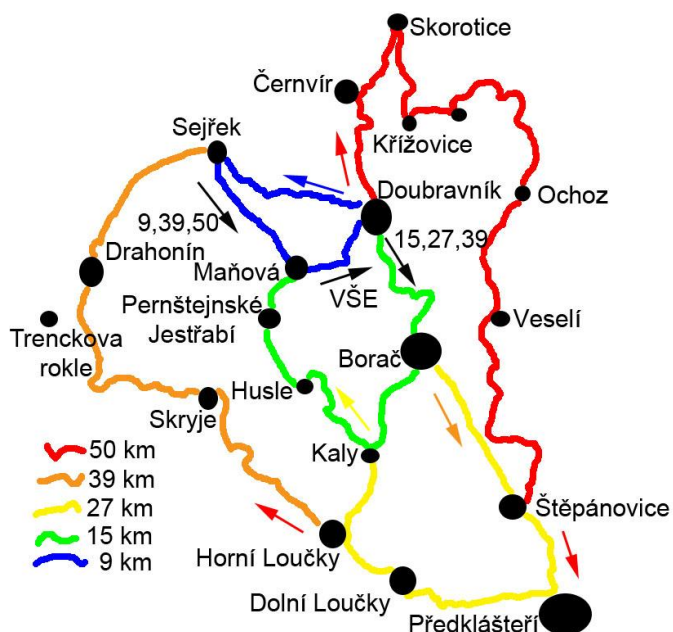 Skorotice
Černvír
Křížovice
Sejřek
Doubravník
Ochoz
9,39,50
15,27,39
Drahonín
Maňová
VŠE
Pernštejnské
Jestřabí
Trenckova
rokle
Veselí
Borač
Husle
Skryje
Kaly
50 km
39 km
27 km
15 km
9 km
Štěpánovice
Horní Loučky
Dolní Loučky
Předklášteří